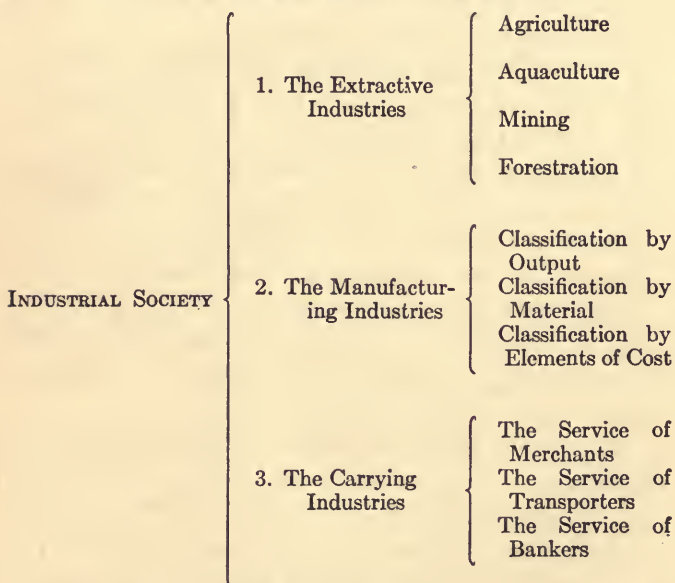 INDUSTRIAL SOCIETY
1. The Extractive
Industries
Agriculture
Aquaculture
Mining
Forestration
2. The Manufactur-
ing Industries
Classification by
Output
Classification by
Material
Classification by
Elements of Cost
3. The Carrying
Industries
The Service of
Merchants
The Service of
Transporters
The Service of
Bankers